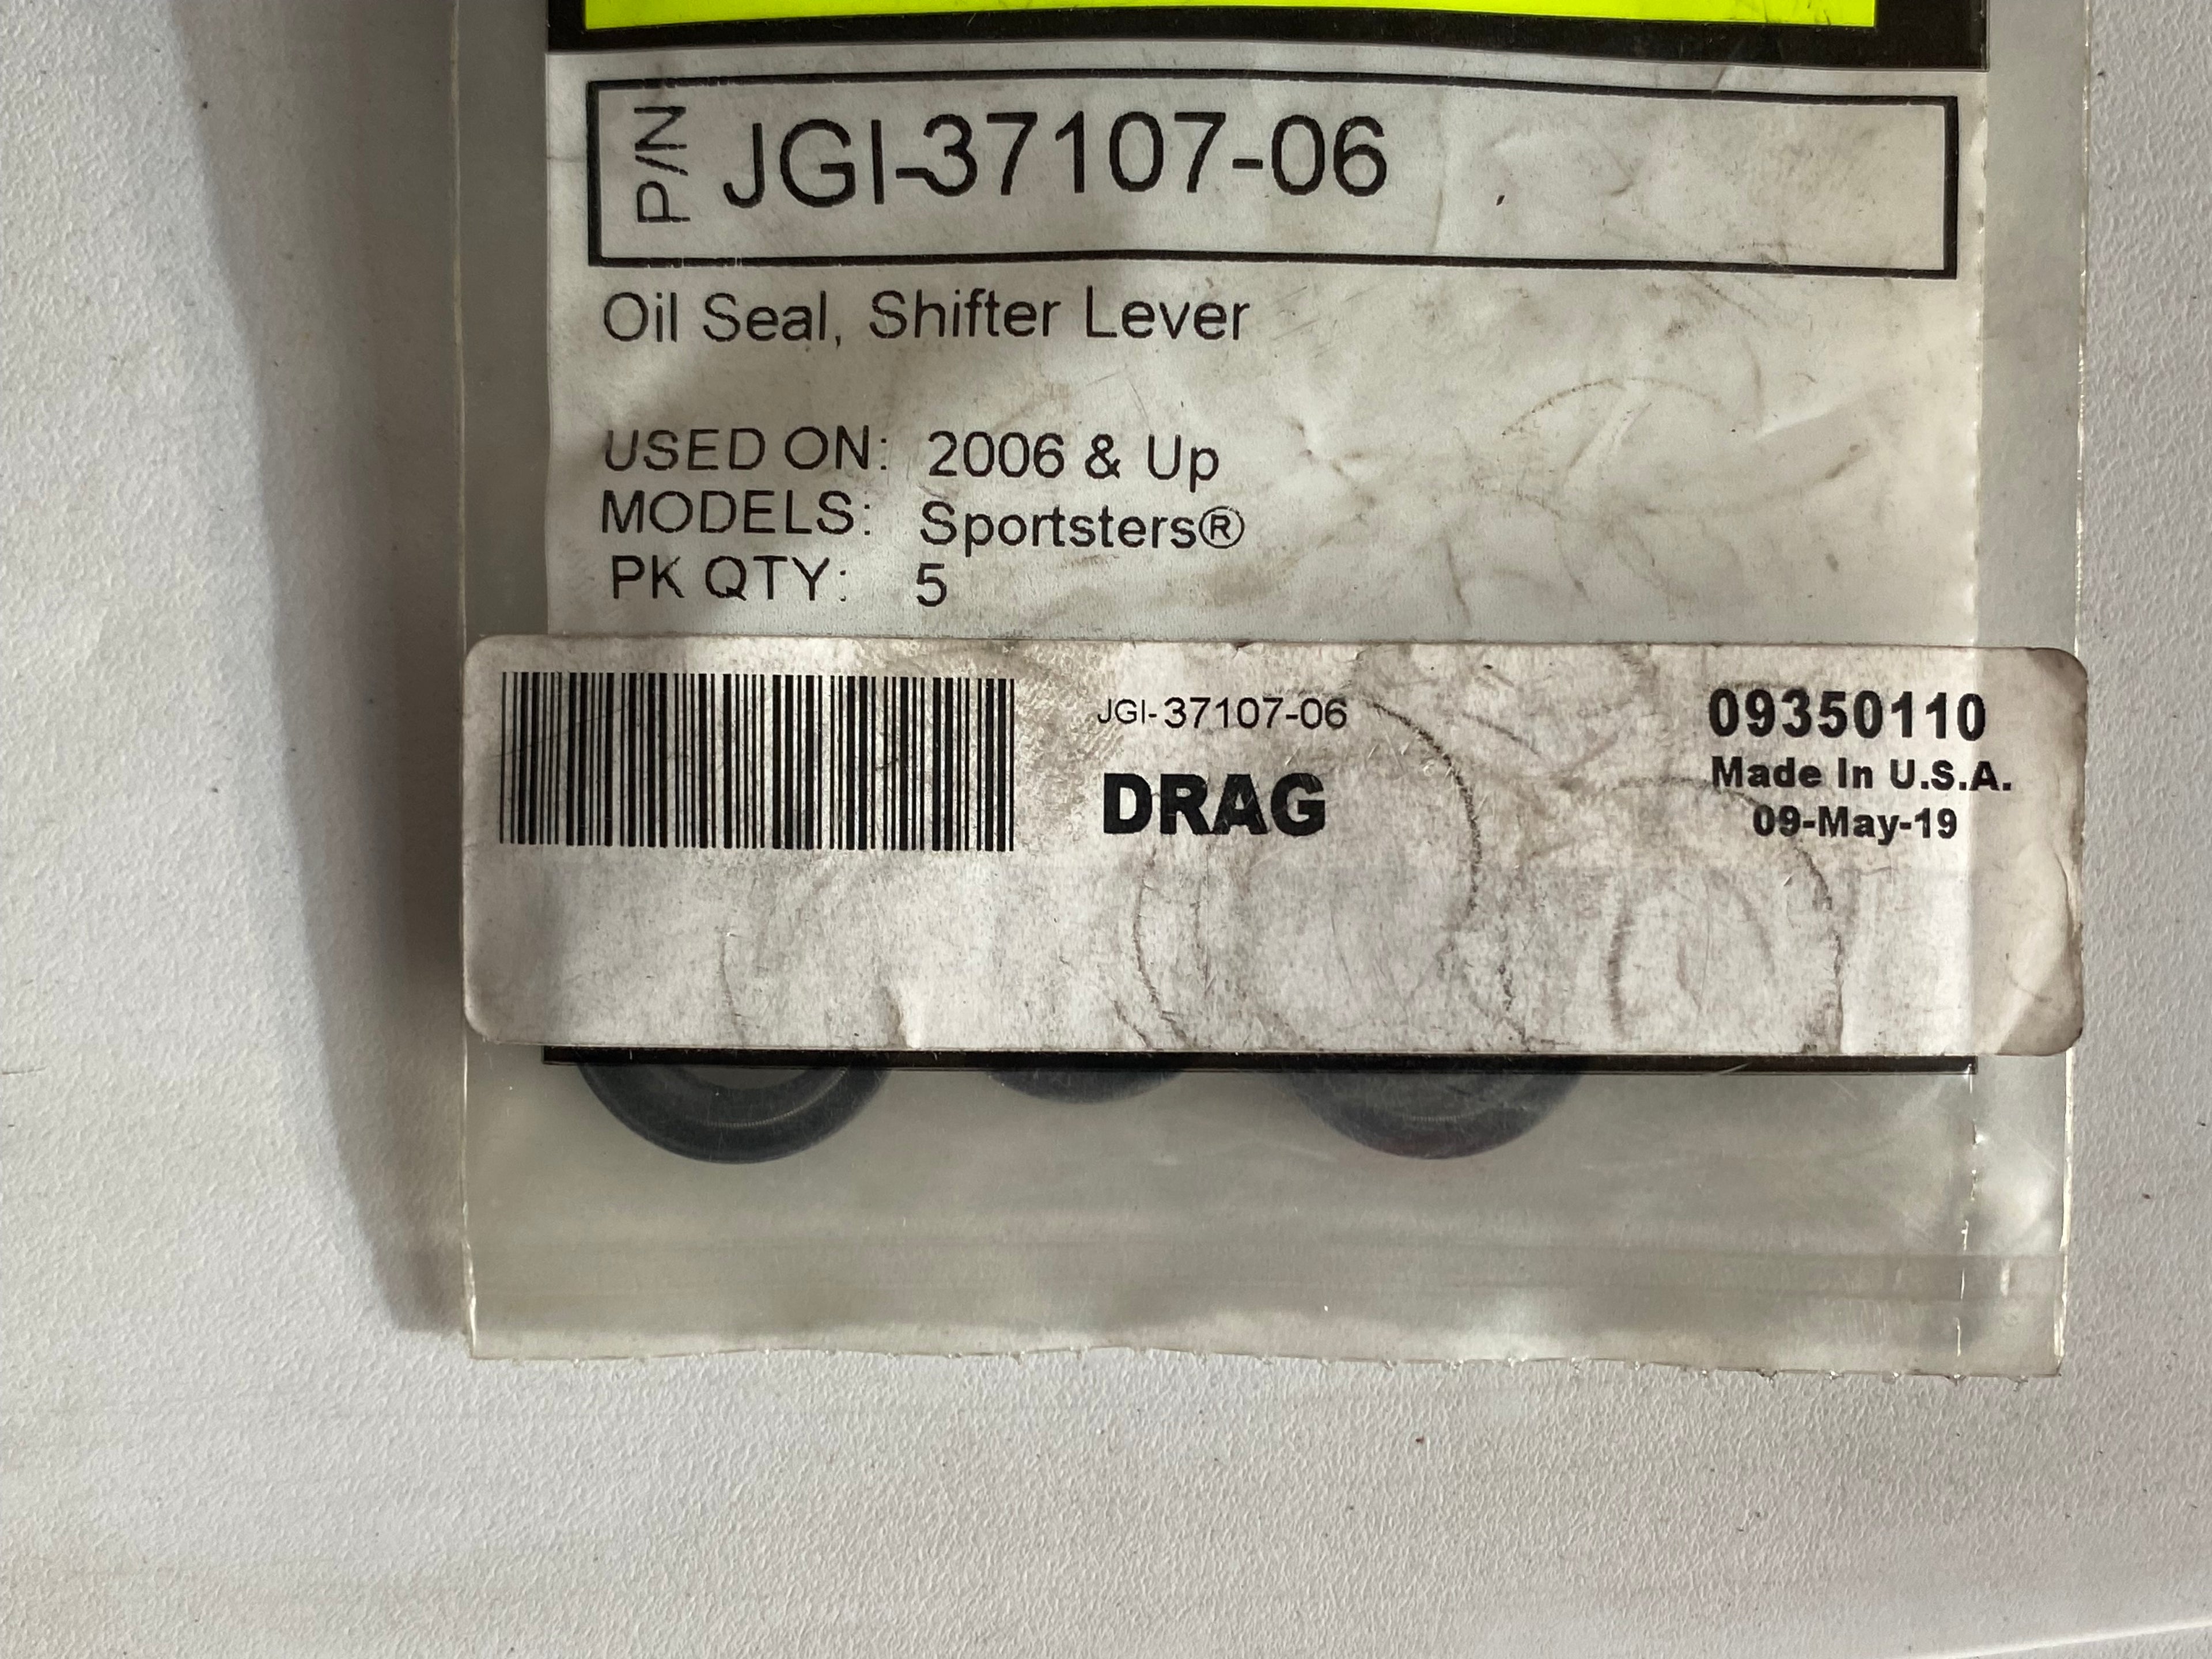 P/N JGI-37107-06
Oil Seal, Shifter Lever
USED ON: 2006 & Up
MODELS: Sportsters®
PK QTY: 5
JGI-37107-06
DRAG
09350110
Made In U.S.A.
09-May-19